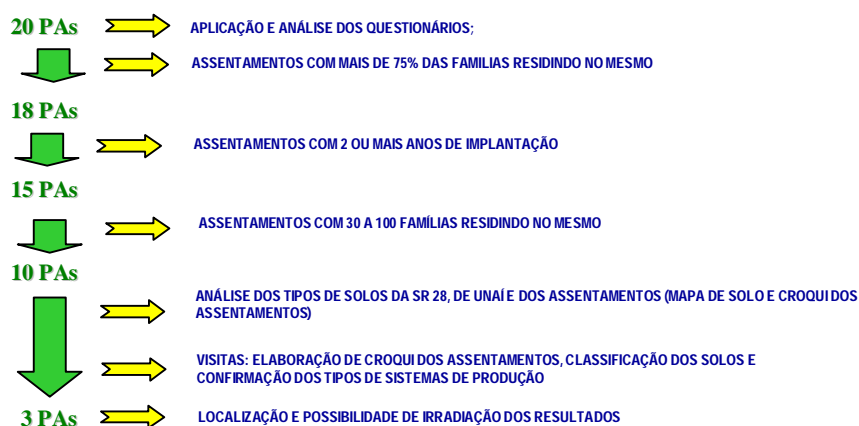 20 PAs APLICAÇÃO E ANÁLISE DOS QUESTIONÁRIOS;
ASSENTAMENTOS COM MAIS DE 75% DAS FAMILIAS RESIDINDO NO MESMO
18 PAs
ASSENTAMENTOS COM 2 OU MAIS ANOS DE IMPLANTAÇÃO
15 PAs
ASSENTAMENTOS COM 30 A 100 FAMÍLIAS RESIDINDO NO MESMO
10 PAs
ANÁLISE DOS TIPOS DE SOLOS DA SR 28, DE UNAÍ E DOS ASSENTAMENTOS (MAPA DE SOLO E CROQUI DOS
ASSENTAMENTOS)
VISITAS: ELABORAÇÃO DE CROQUI DOS ASSENTAMENTOS, CLASSIFICAÇÃO DOS SOLOS E
CONFIRMAÇÃO DOS TIPOS DE SISTEMAS DE PRODUÇÃO
3 PAs LOCALIZAÇÃO E POSSIBILIDADE DE IRRADIAÇÃO DOS RESULTADOS